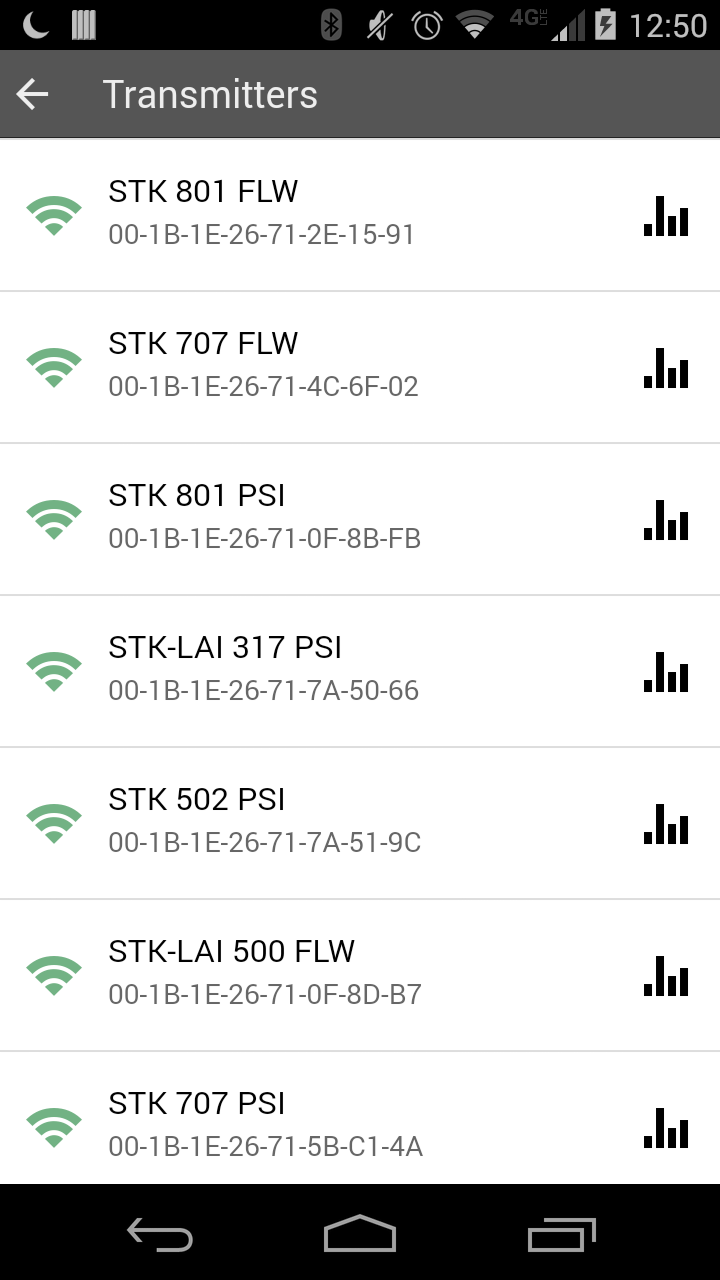 4G LTE 12:50
Transmitters
STK 801 FLW
00-1B-1E-26-71-2E-15-91
STK 707 FLW
00-1B-1E-26-71-4C-6F-02
STK 801 PSI
00-1B-1E-26-71-0F-8B-FB
STK-LAI 317 PSI
00-1B-1E-26-71-7A-50-66
STK 502 PSI
00-1B-1E-26-71-7A-51-9C
STK-LAI 500 FLW
00-1B-1E-26-71-0F-8D-B7
STK 707 PSI
00-1B-1E-26-71-5B-C1-4A